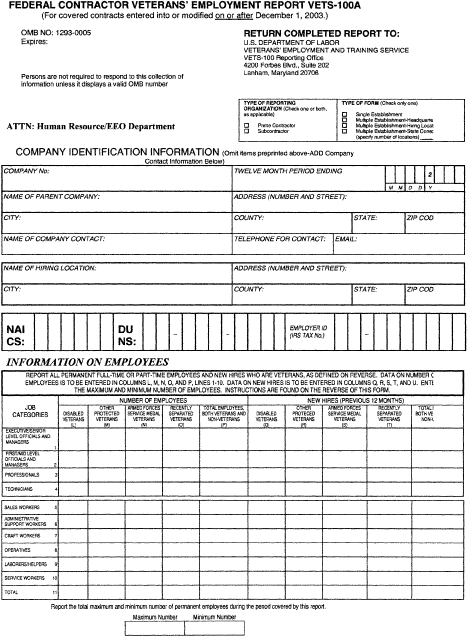 FEDERAL CONTRACTOR VETERANS' EMPLOYMENT REPORT VETS-100A
(For covered contracts entered into or modified on or after December 1, 2003.)
OMB NO: 1293-0005
Expires:
Persons are not required to respond to this collection of
information unless it displays a valid OMB number
RETURN COMPLETED REPORT TO:
U.S. DEPARTMENT OF LABOR
VETERANS' EMPLOYMENT AND TRAINING SERVICE
VETS-100 Reporting Office
4200 Forbes Blvd., Suite 202
Lanham, Maryland 20706
ATTN: Human Resource/EEO Department
TYPE OF REPORTING
ORGANIZATION (Check one or both,
as applicable)
Prime Contractor
Subcontractor
TYPE OF FORM (Check only one)
Single Establishment
Multiple Establishment-Headquarte
Multiple Establishment-Hiring Locat
Multiple Establishment-State Consc
(specify number of locations)
COMPANY IDENTIFICATION INFORMATION (Omit items preprinted above-ADD Company
Contact Information Below)
COMPANY No:
TWELVE MONTH PERIOD ENDING
2
M M D D Y
NAME OF PARENT COMPANY:
ADDRESS (NUMBER AND STREET):
CITY:
COUNTY:
STATE:
ZIP COD
NAME OF COMPANY CONTACT:
TELEPHONE FOR CONTACT:
EMAIL:
NAME OF HIRING LOCATION:
ADDRESS (NUMBER AND STREET):
CITY:
COUNTY:
STATE:
ZIP COD
NAI
CS:
DU
NS:
-
-
EMPLOYER ID
(IRS TAX No.)
-
INFORMATION ON EMPLOYEES
REPORT ALL PERMANENT FULL-TIME OR PART-TIME EMPLOYEES AND NEW HIRES WHO ARE VETERANS, AS DEFINED ON REVERSE. DATA ON NUMBER C
EMPLOYEES IS TO BE ENTERED IN COLUMNS L, M, N, O, AND P, LINES 1-10. DATA ON NEW HIRES IS TO BE ENTERED IN COLUMNS Q, R, S, T, AND U. ENTE
THE MAXIMUM AND MINIMUM NUMBER OF EMPLOYEES. INSTRUCTIONS ARE FOUND ON THE REVERSE OF THIS FORM.
JOB
CATEGORIES
NUMBER OF EMPLOYEES
NEW HIRES (PREVIOUS 12 MONTHS)
DISABLED
VETERANS
(L)
OTHER
PROTECTED
VETERANS
(M)
ARMED FORCES
SERVICE MEDAL
VETERANS
(N)
RECENTLY
SEPARATED
VETERANS
(O)
TOTAL EMPLOYEES,
BOTH VETERANS AND
NON-VETERANS
(P)
DISABLED
VETERANS
(Q)
OTHER
PROTECTED
VETERANS
(R)
ARMED FORCES
SERVICE MEDAL
VETERANS
(S)
RECENTLY
SEPARATED
VETERANS
(T)
TOTAL
BOTH VE
NON-
EXECUTIVE/SENIOR
LEVEL OFFICIALS AND
MANAGERS 1
FIRST/MID LEVEL
OFFICIALS AND
MANAGERS 2
PROFESSIONALS 3
TECHNICIANS 4
SALES WORKERS 5
ADMINISTRATIVE
SUPPORT WORKERS 6
CRAFT WORKERS 7
OPERATIVES 8
LABORERS/HELPERS 9
SERVICE WORKERS 10
TOTAL 11
Report the total maximum and minimum number of permanent employees during the period covered by this report.
Maximum Number
Minimum Number